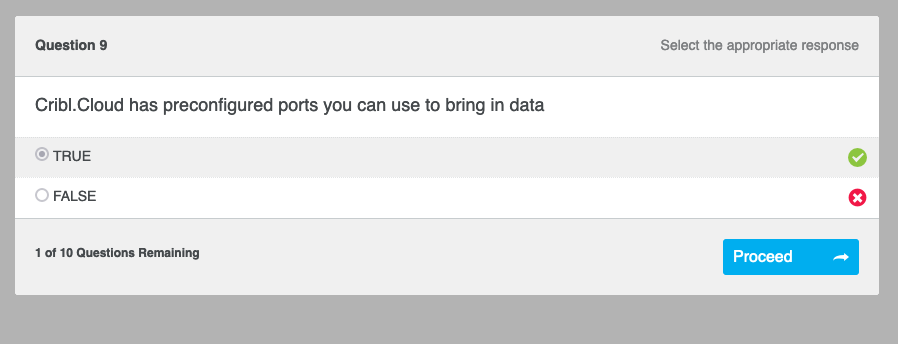 Question 9
Select the appropriate response
Cribl.Cloud has preconfigured ports you can use to bring in data
TRUE
FALSE
1 of 10 Questions Remaining
Proceed